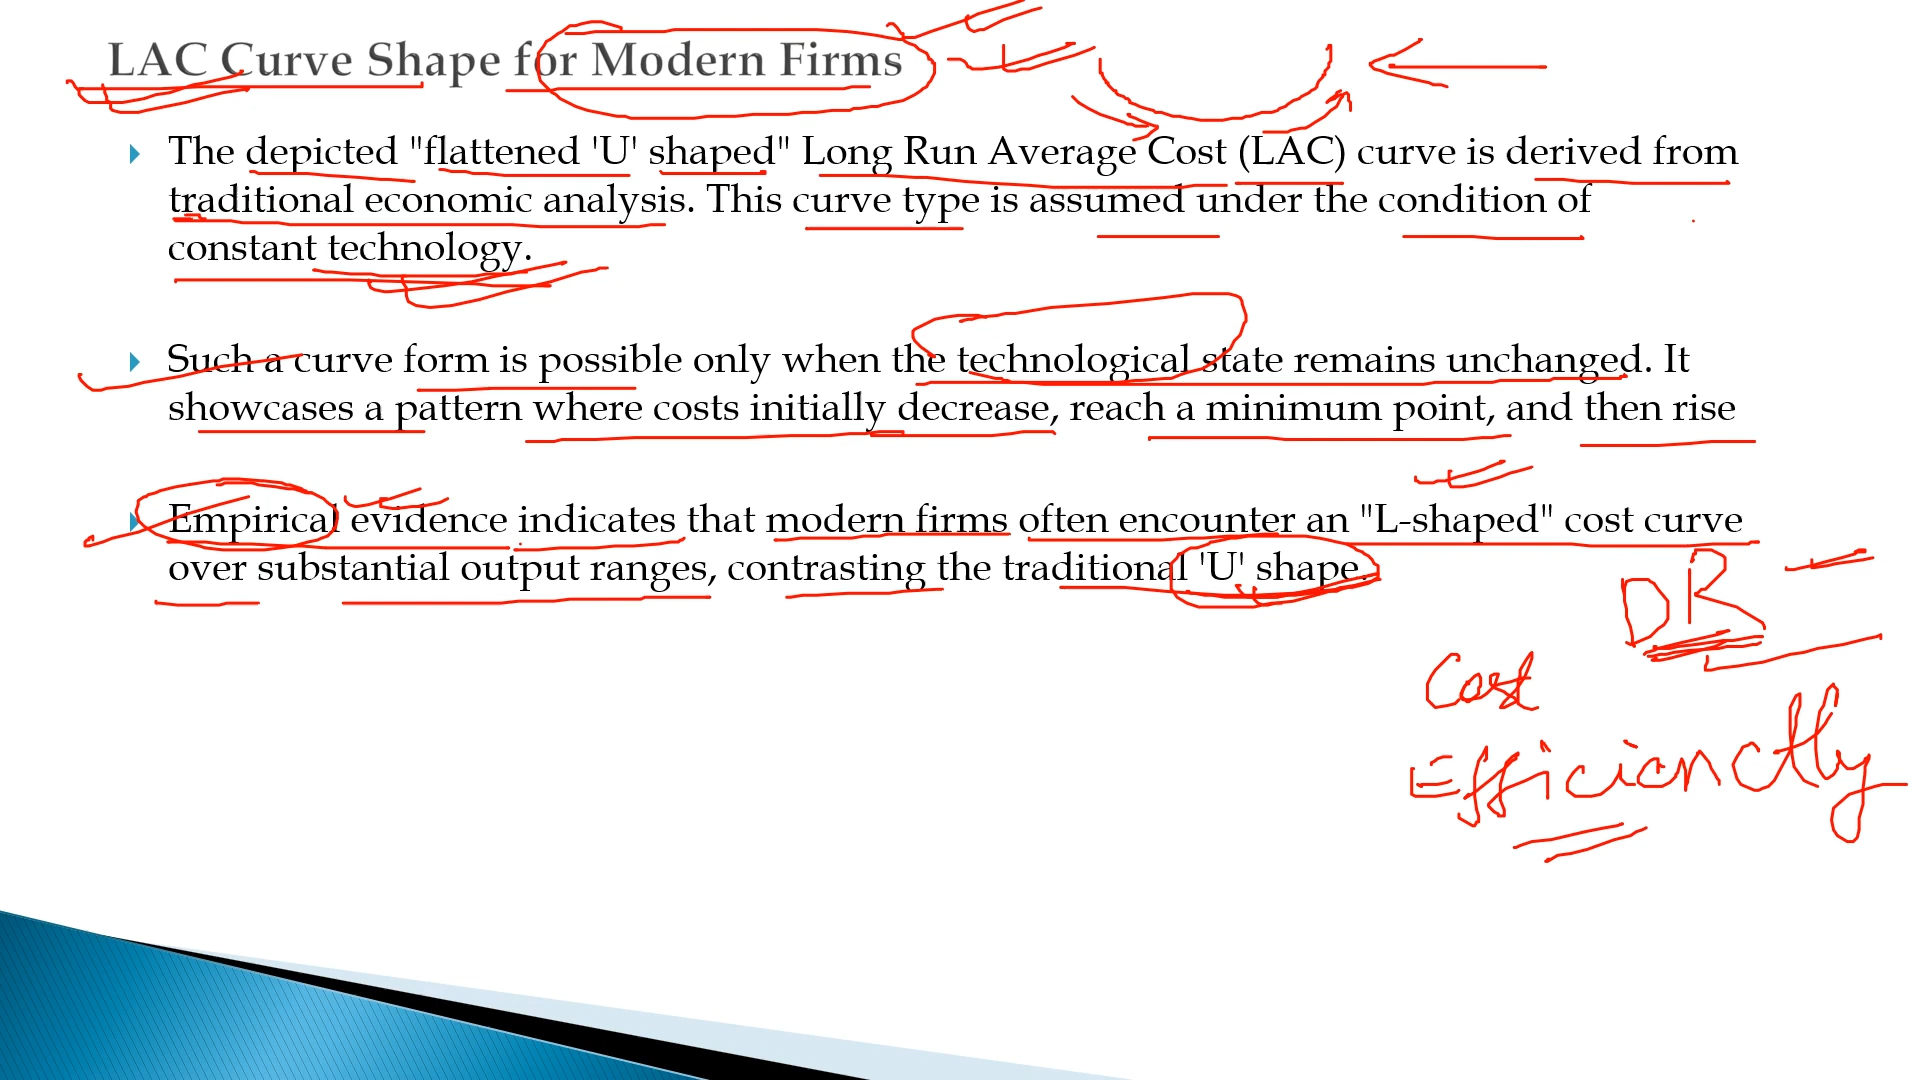 LAC Curve Shape for Modern Firms
The depicted "flattened 'U' shaped" Long Run Average Cost (LAC) curve is derived from
traditional economic analysis. This curve type is assumed under the condition of
constant technology.
Such a curve form is possible only when the technological state remains unchanged. It
showcases a pattern where costs initially decrease, reach a minimum point, and then rise
Empirical evidence indicates that modern firms often encounter an "L-shaped" cost curve
over substantial output ranges, contrasting the traditional 'U' shape.
DR
Cost
Efficienctly